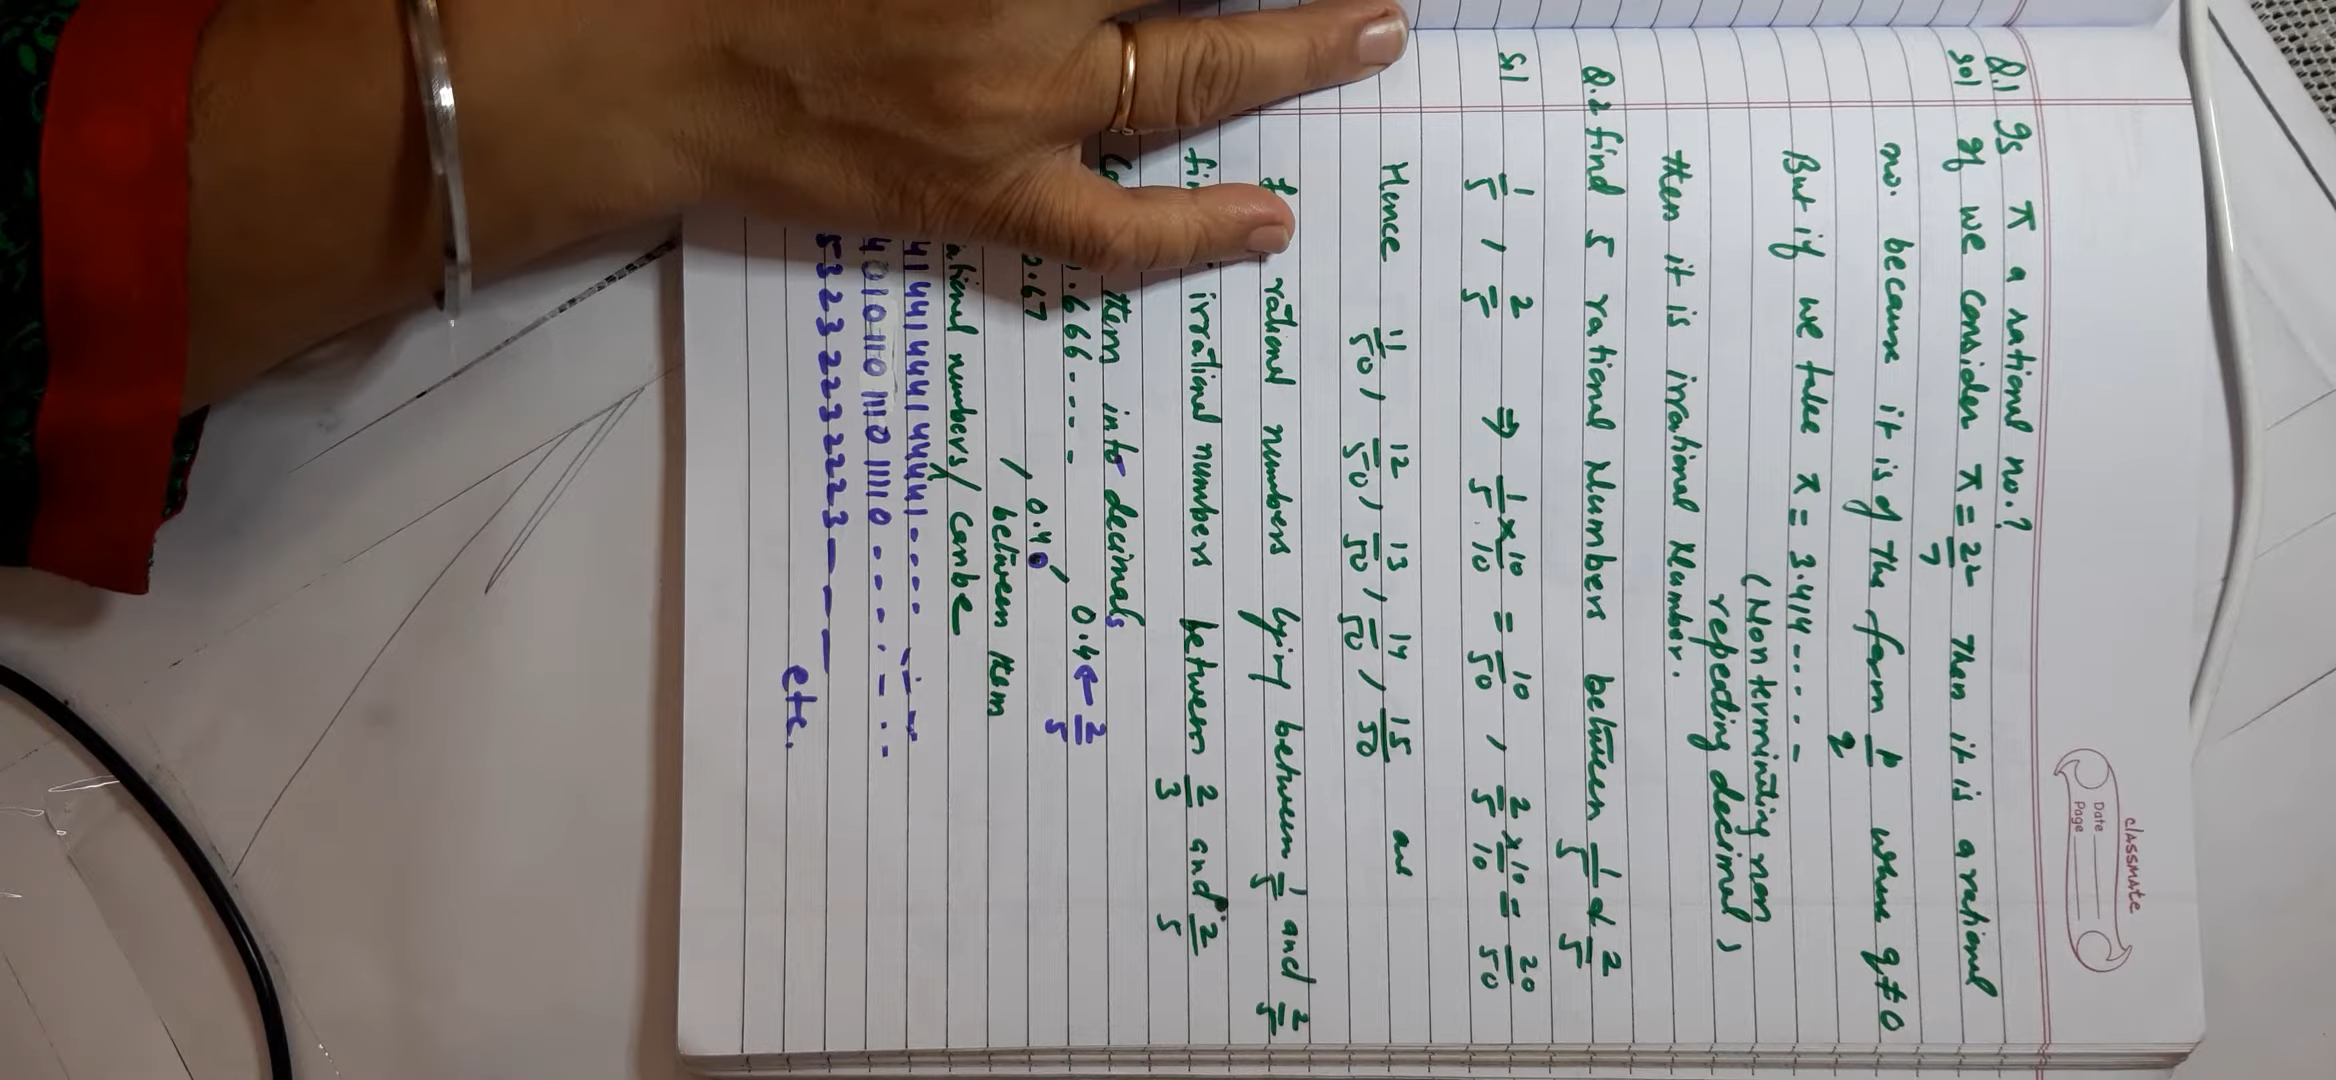 classmate
Date
Page
Q.1 Is π a rational no.?
Sol If we consider π = 22/7 then it is a rational
no. because it is of the form p/q where q≠0
But if we take π = 3.414-----
(Non terminating non
repeating decimal)
then it is irrational Number.
Q.2 find 5 rational Numbers between 1/5 & 2/5
Sol 1/5 , 2/5 ⇒ 1/5 × 10/10 = 10/50 , 2/5 × 10/10 = 20/50
Hence 11/50, 12/50, 13/50, 14/50, 15/50 are
rational numbers lying between 1/5 and 2/5
irrational numbers between 2/3 and 2/5
them into decimals
.666---- , 0.4 ← 2/5
.67 , 0.40
between them
numbers / can be
41441444144441----
4010110111011110------
53223222322223-----
etc.